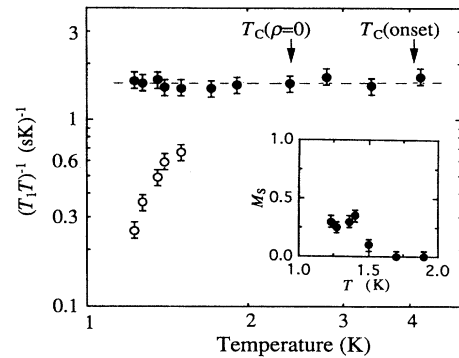 T_C(ρ=0) T_C(onset)
3
1
0.6
0.3
0.1
(T₁T)⁻¹ (sK)⁻¹
1.0
0.5
0.0
M_S
1.0 1.5 2.0
T (K)
1 2 3 4
Temperature (K)